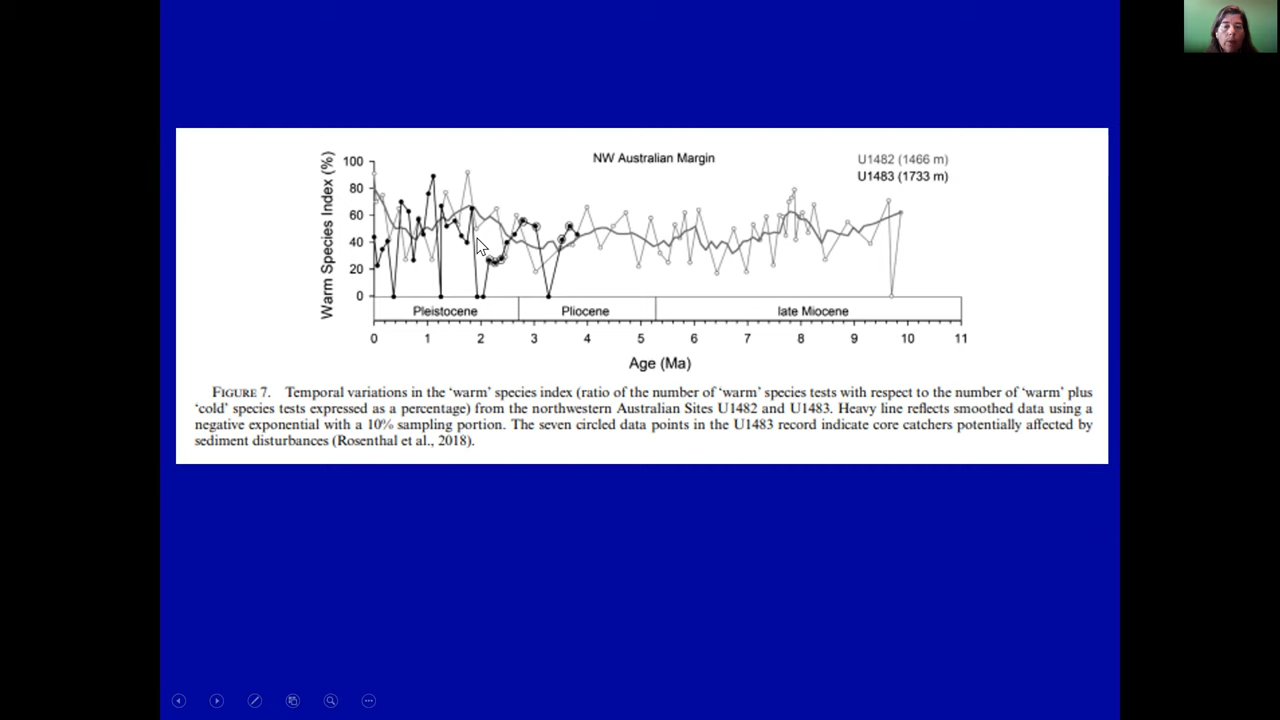 NW Australian Margin
U1482 (1466 m)
U1483 (1733 m)
Warm Species Index (%)
100
80
60
40
20
0
Pleistocene Pliocene late Miocene
0 1 2 3 4 5 6 7 8 9 10 11
Age (Ma)
FIGURE 7. Temporal variations in the ‘warm’ species index (ratio of the number of ‘warm’ species tests with respect to the number of ‘warm’ plus
‘cold’ species tests expressed as a percentage) from the northwestern Australian Sites U1482 and U1483. Heavy line reflects smoothed data using a
negative exponential with a 10% sampling portion. The seven circled data points in the U1483 record indicate core catchers potentially affected by
sediment disturbances (Rosenthal et al., 2018).